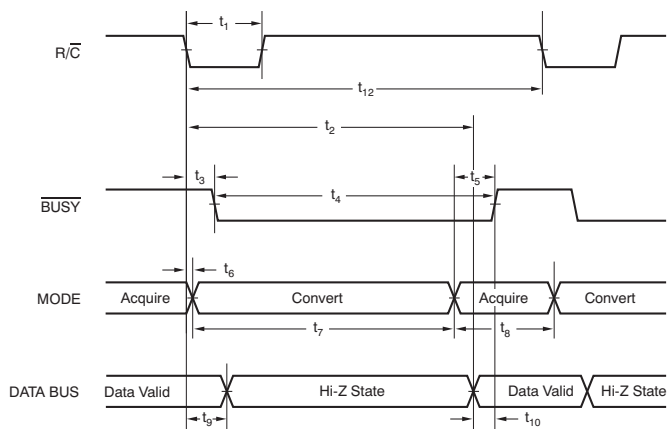 t1
R/C̅
t12
t2
t3
t5
B̅U̅S̅Y̅
t4
t6
MODE
Acquire
Convert
Acquire
Convert
t7
t8
DATA BUS
Data Valid
Hi-Z State
Data Valid
Hi-Z State
t9
t10